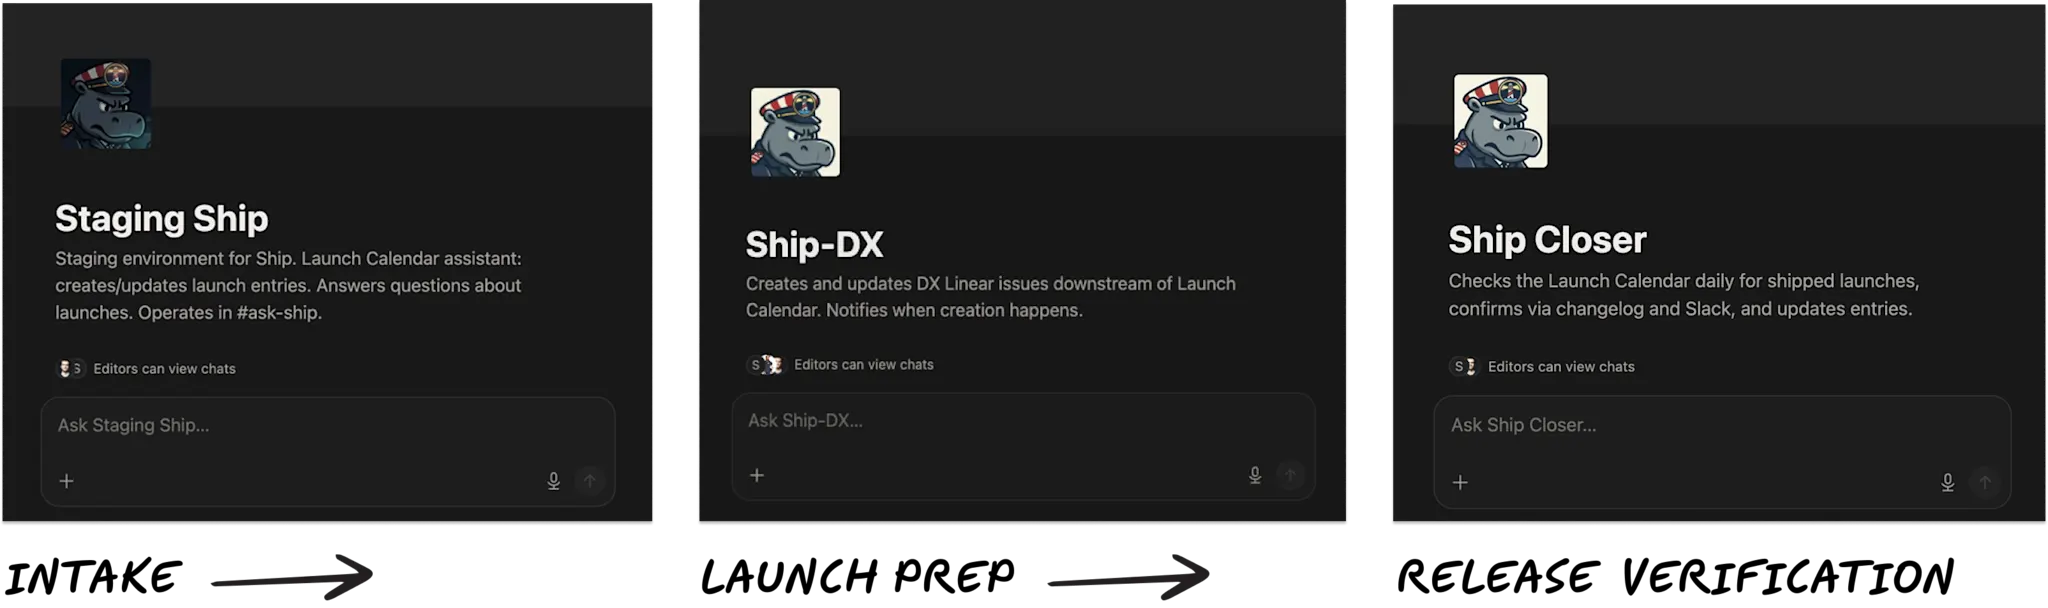 Staging Ship
Staging environment for Ship. Launch Calendar assistant:
creates/updates launch entries. Answers questions about
launches. Operates in #ask-ship.
S Editors can view chats
Ask Staging Ship...
INTAKE
Ship-DX
Creates and updates DX Linear issues downstream of Launch
Calendar. Notifies when creation happens.
S Editors can view chats
Ask Ship-DX...
LAUNCH PREP
Ship Closer
Checks the Launch Calendar daily for shipped launches,
confirms via changelog and Slack, and updates entries.
S Editors can view chats
Ask Ship Closer...
RELEASE VERIFICATION